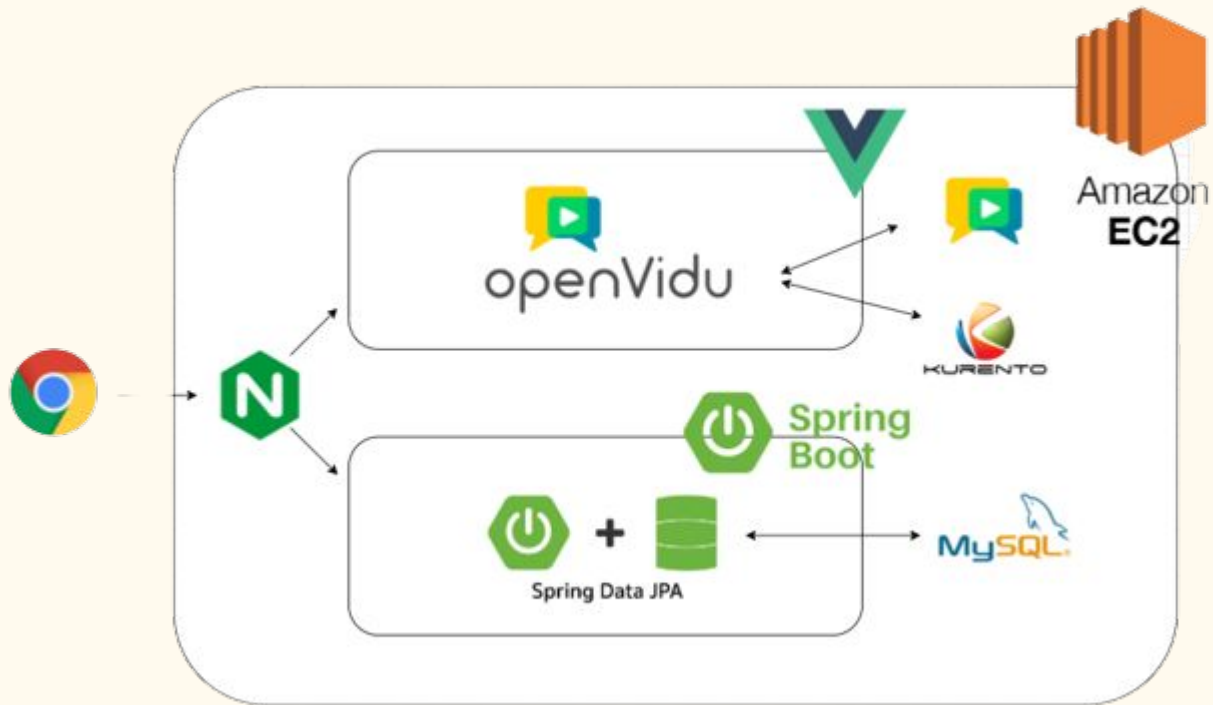 Amazon
EC2
openVidu
KURENTO
N
Spring
Boot
Spring Data JPA
MySQL®